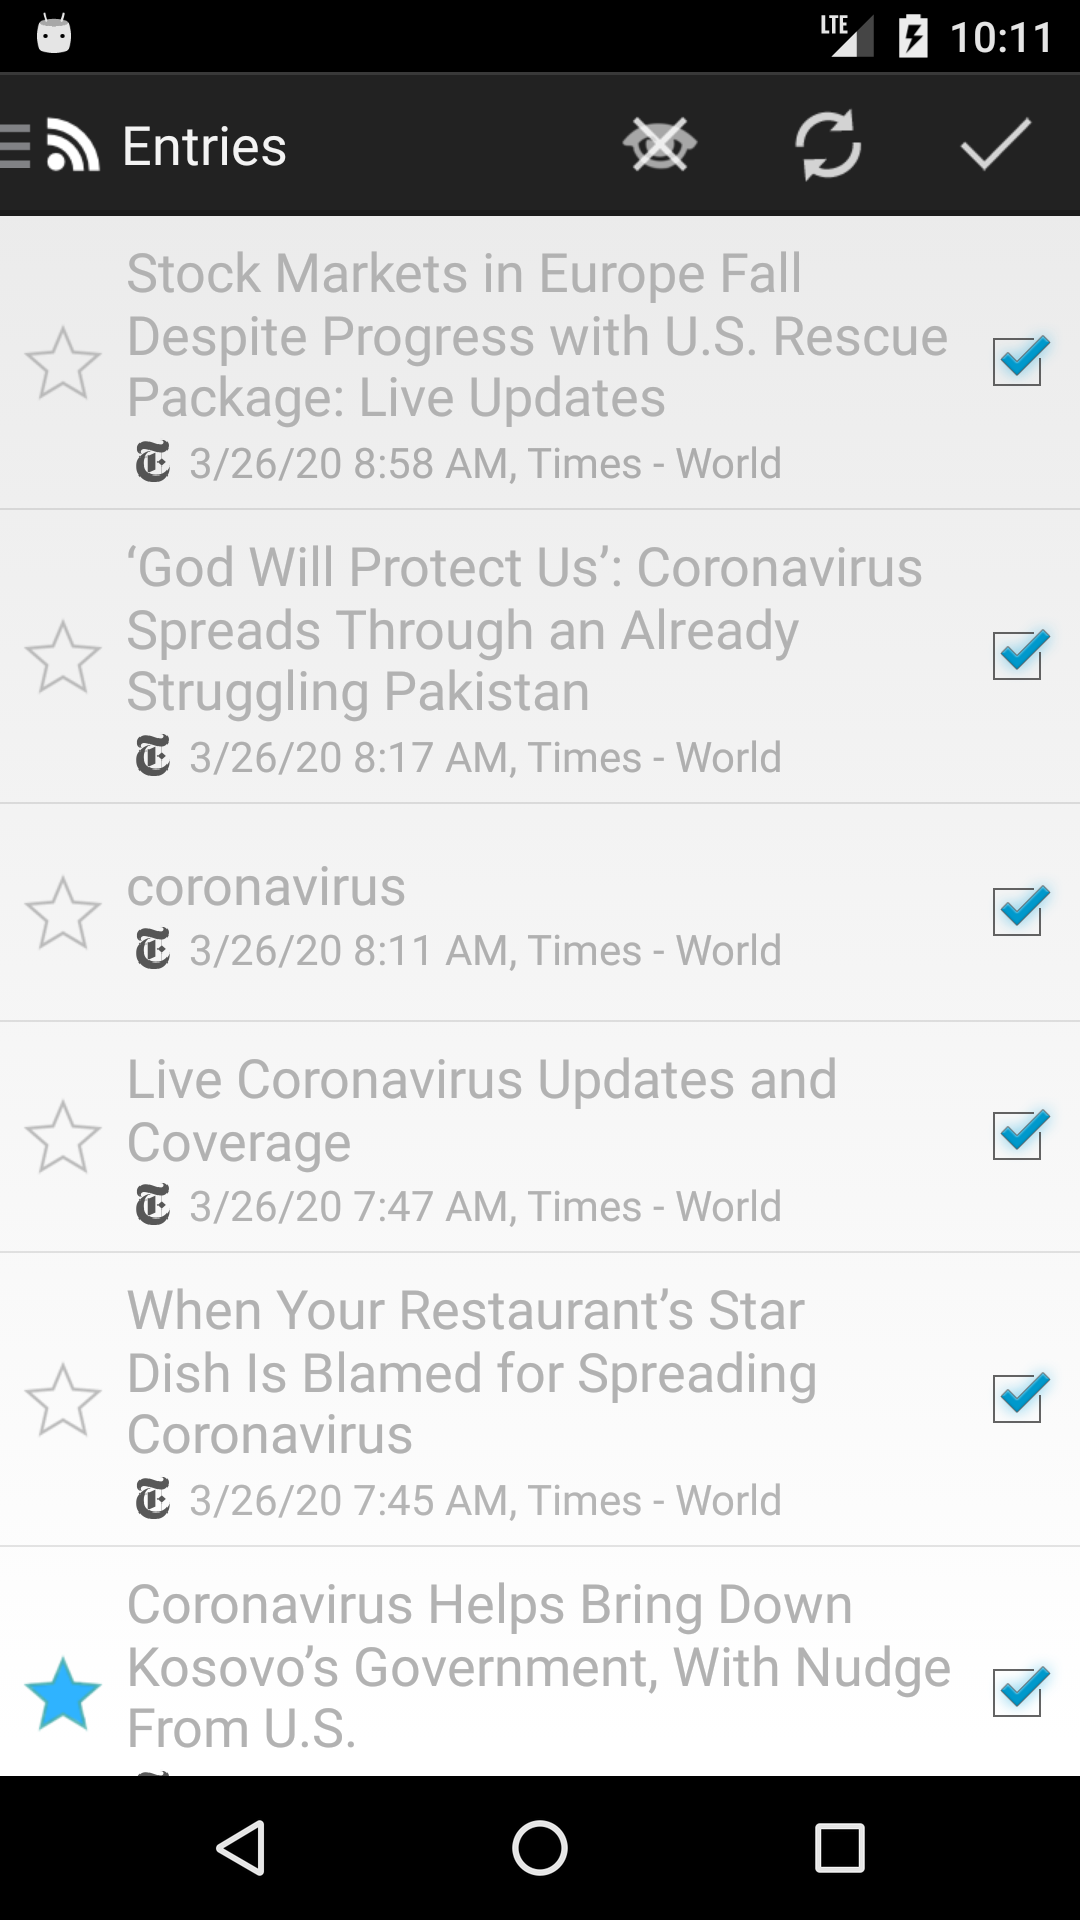 LTE 10:11
Entries
Stock Markets in Europe Fall
Despite Progress with U.S. Rescue
Package: Live Updates
T 3/26/20 8:58 AM, Times - World
‘God Will Protect Us’: Coronavirus
Spreads Through an Already
Struggling Pakistan
T 3/26/20 8:17 AM, Times - World
coronavirus
T 3/26/20 8:11 AM, Times - World
Live Coronavirus Updates and
Coverage
T 3/26/20 7:47 AM, Times - World
When Your Restaurant’s Star
Dish Is Blamed for Spreading
Coronavirus
T 3/26/20 7:45 AM, Times - World
Coronavirus Helps Bring Down
Kosovo’s Government, With Nudge
From U.S.